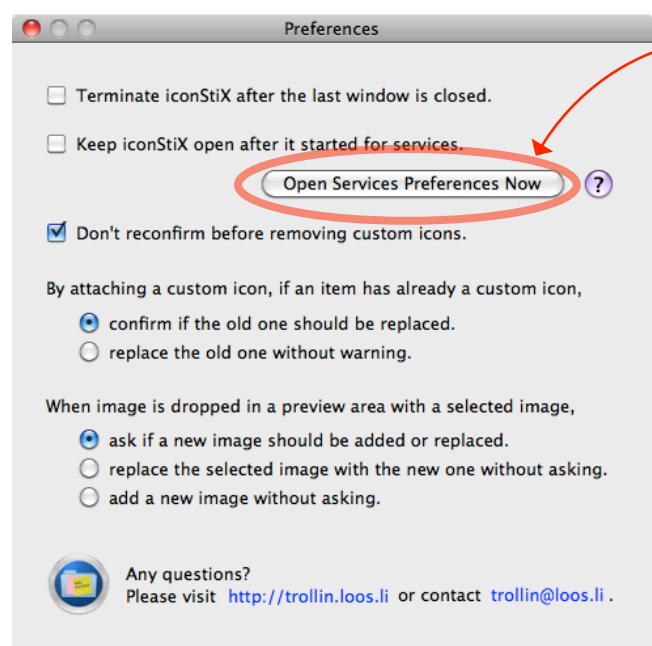 Preferences
Terminate iconStiX after the last window is closed.
Keep iconStiX open after it started for services.
Open Services Preferences Now ?
Don't reconfirm before removing custom icons.
By attaching a custom icon, if an item has already a custom icon,
confirm if the old one should be replaced.
replace the old one without warning.
When image is dropped in a preview area with a selected image,
ask if a new image should be added or replaced.
replace the selected image with the new one without asking.
add a new image without asking.
Any questions?
Please visit http://trollin.loos.li or contact trollin@loos.li .